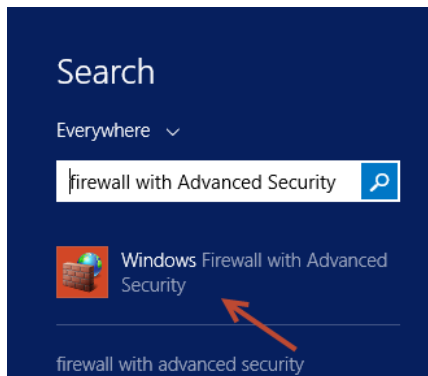 Search
Everywhere
firewall with Advanced Security
Windows Firewall with Advanced
Security
firewall with advanced security